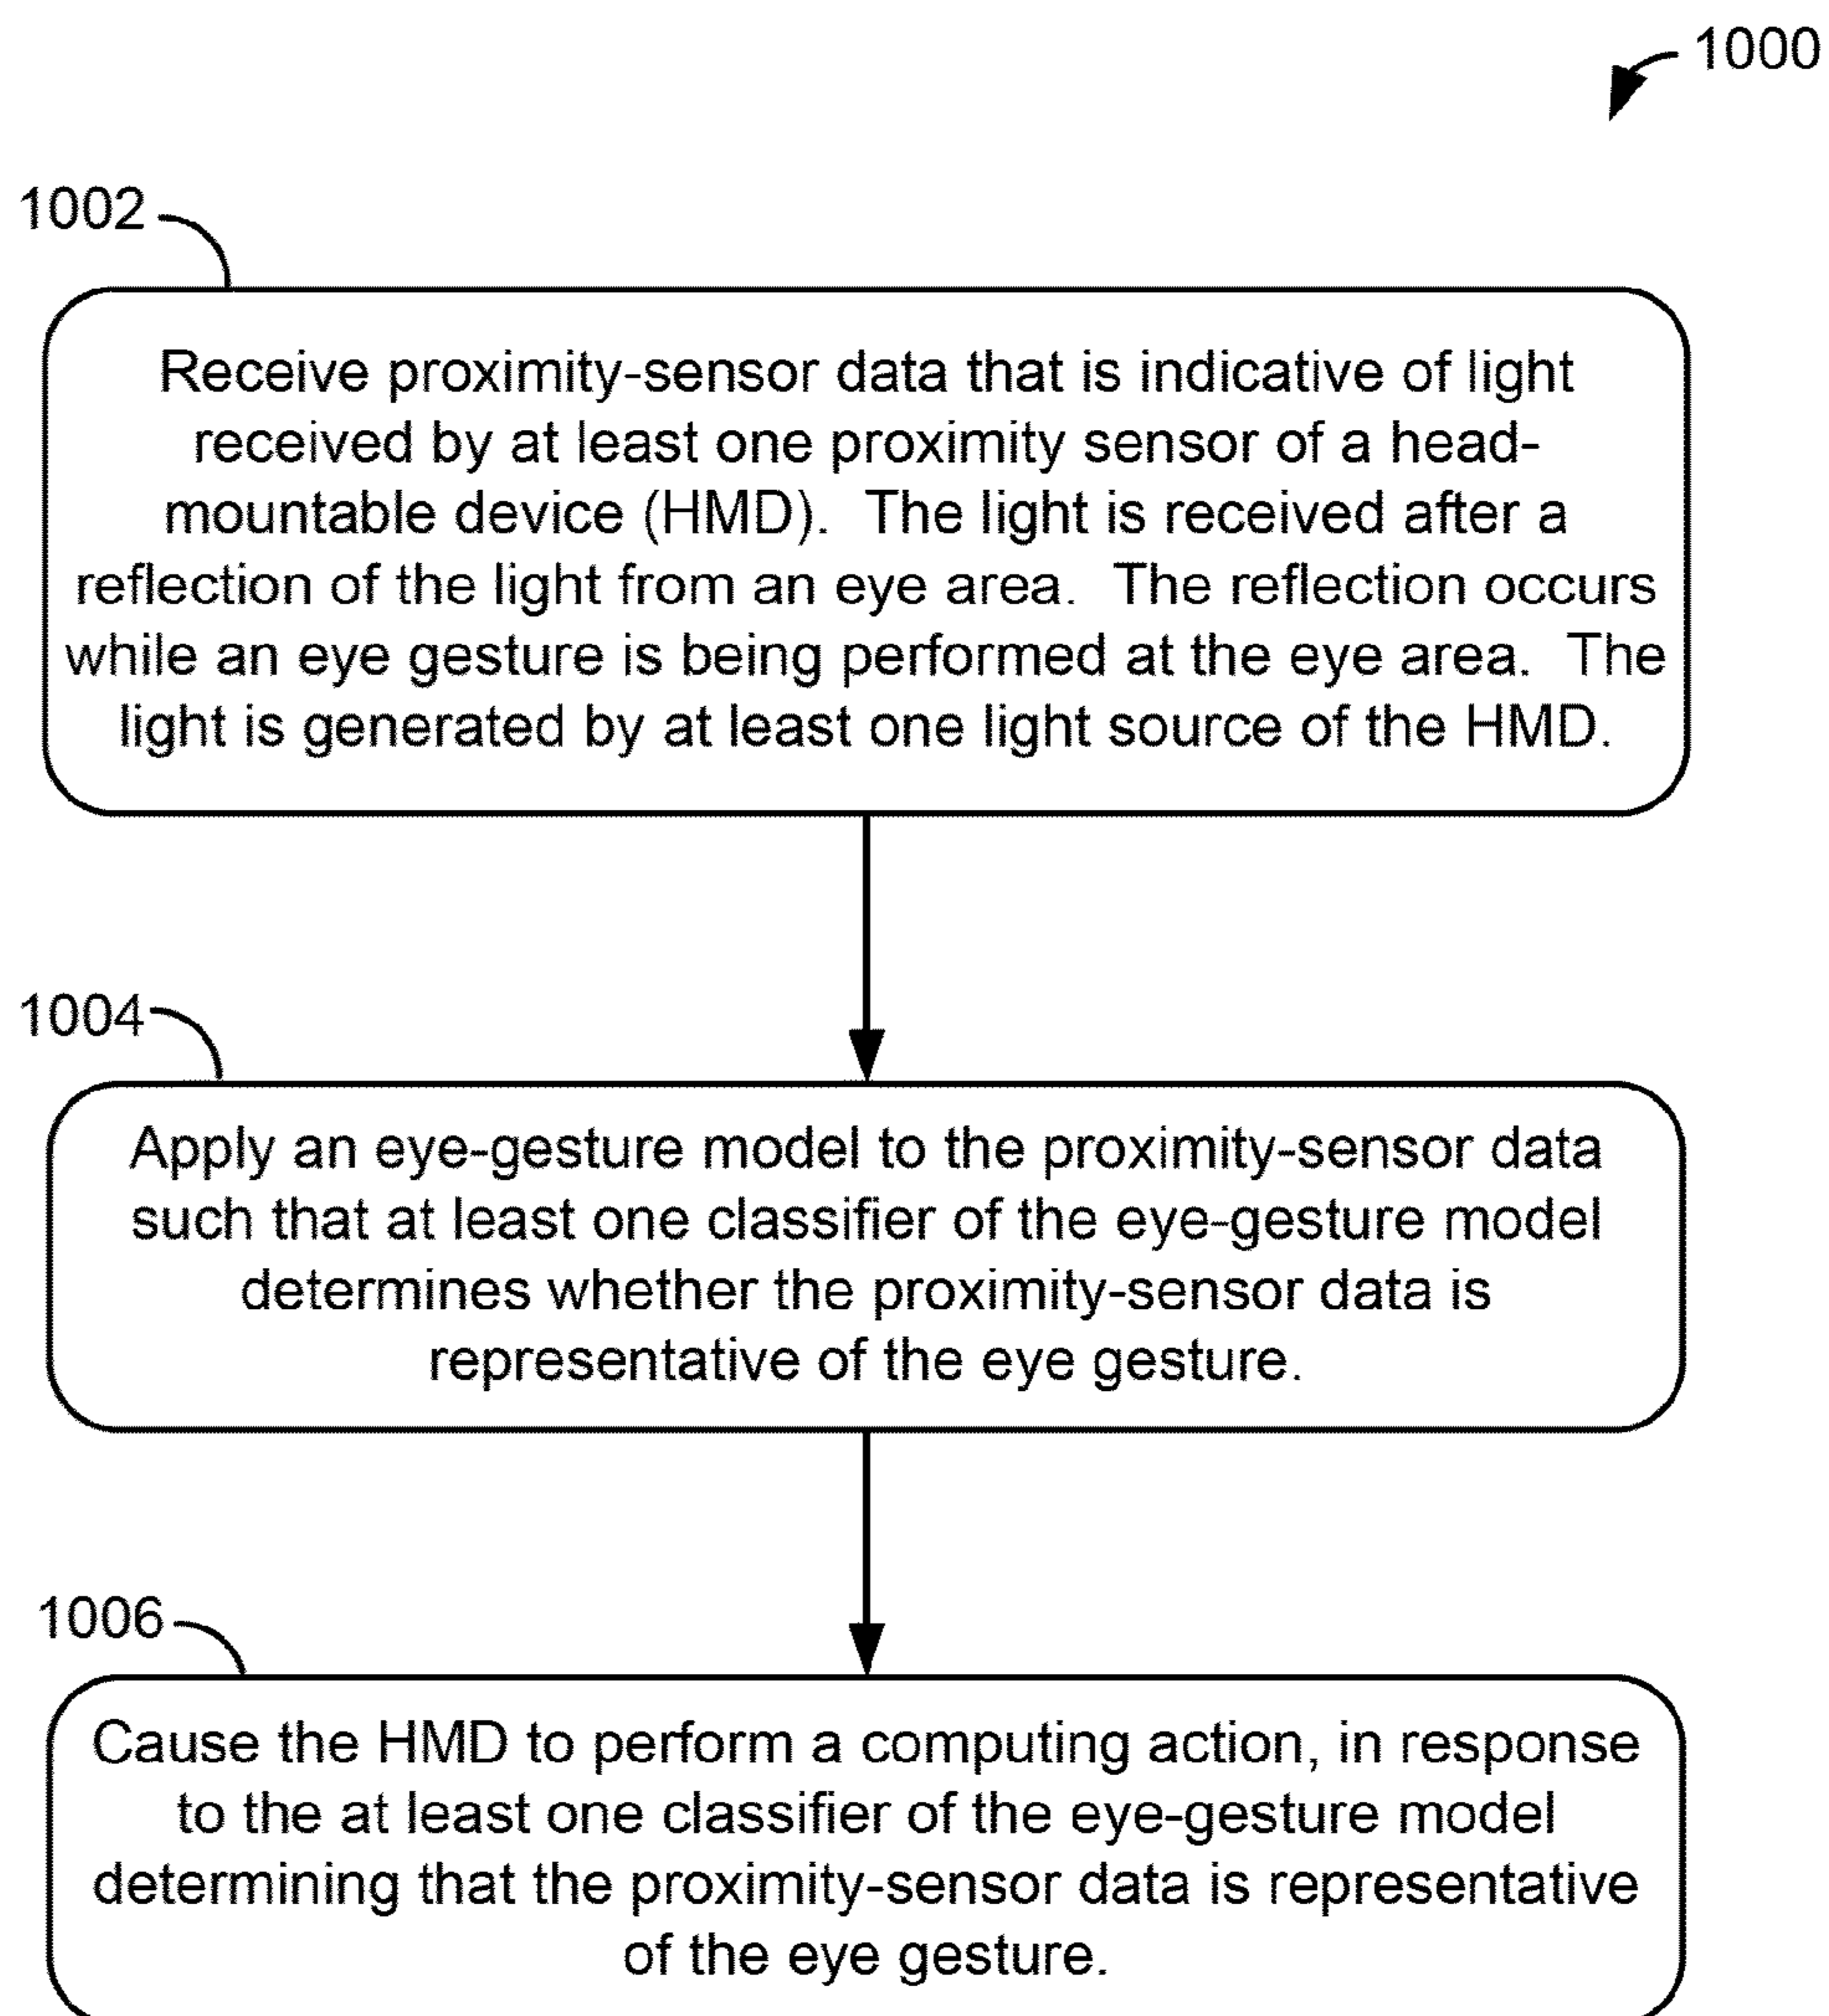 1000
1002
Receive proximity-sensor data that is indicative of light
received by at least one proximity sensor of a head-
mountable device (HMD).  The light is received after a
reflection of the light from an eye area.  The reflection occurs
while an eye gesture is being performed at the eye area.  The
light is generated by at least one light source of the HMD.
1004
Apply an eye-gesture model to the proximity-sensor data
such that at least one classifier of the eye-gesture model
determines whether the proximity-sensor data is
representative of the eye gesture.
1006
Cause the HMD to perform a computing action, in response
to the at least one classifier of the eye-gesture model
determining that the proximity-sensor data is representative
of the eye gesture.